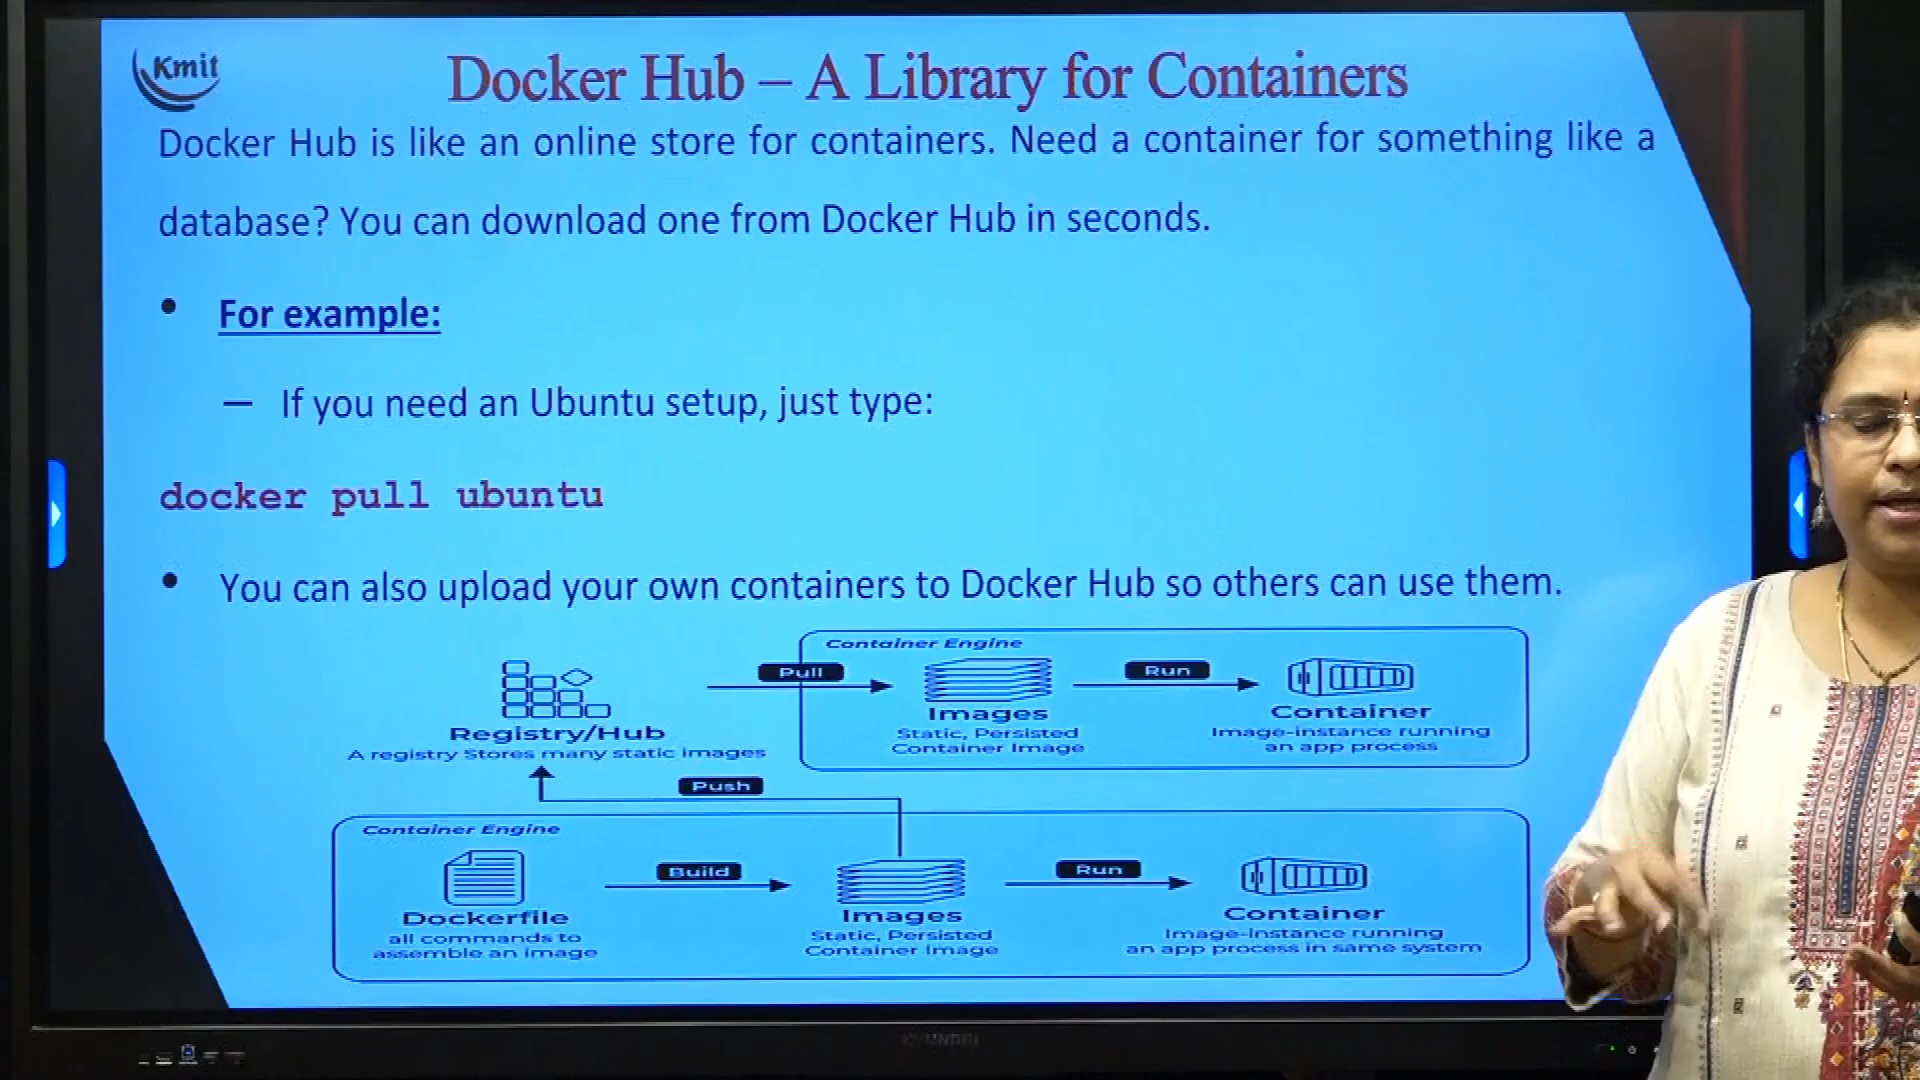 Kmit
Docker Hub – A Library for Containers
Docker Hub is like an online store for containers. Need a container for something like a
database? You can download one from Docker Hub in seconds.
• For example:
– If you need an Ubuntu setup, just type:
docker pull ubuntu
• You can also upload your own containers to Docker Hub so others can use them.
Container Engine
Pull
Run
Images
Container
Static, Persisted
Container Image
Image-instance running
an app process
Registry/Hub
A registry Stores many static images
Push
Container Engine
Build
Run
Dockerfile
all commands to
assemble an image
Images
Static, Persisted
Container Image
Container
Image-instance running
an app process in same system
HYUNDAI